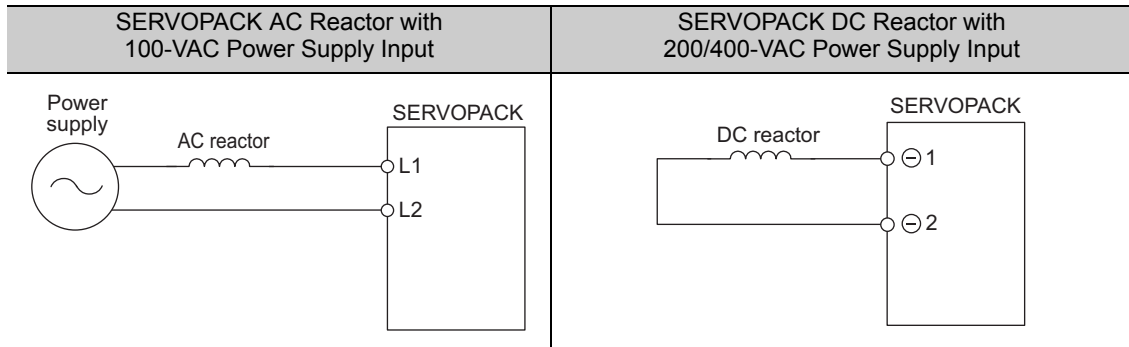 SERVOPACK AC Reactor with
100-VAC Power Supply Input
SERVOPACK DC Reactor with
200/400-VAC Power Supply Input
Power
supply
AC reactor
SERVOPACK
L1
L2
DC reactor
SERVOPACK
⊖ 1
⊖ 2